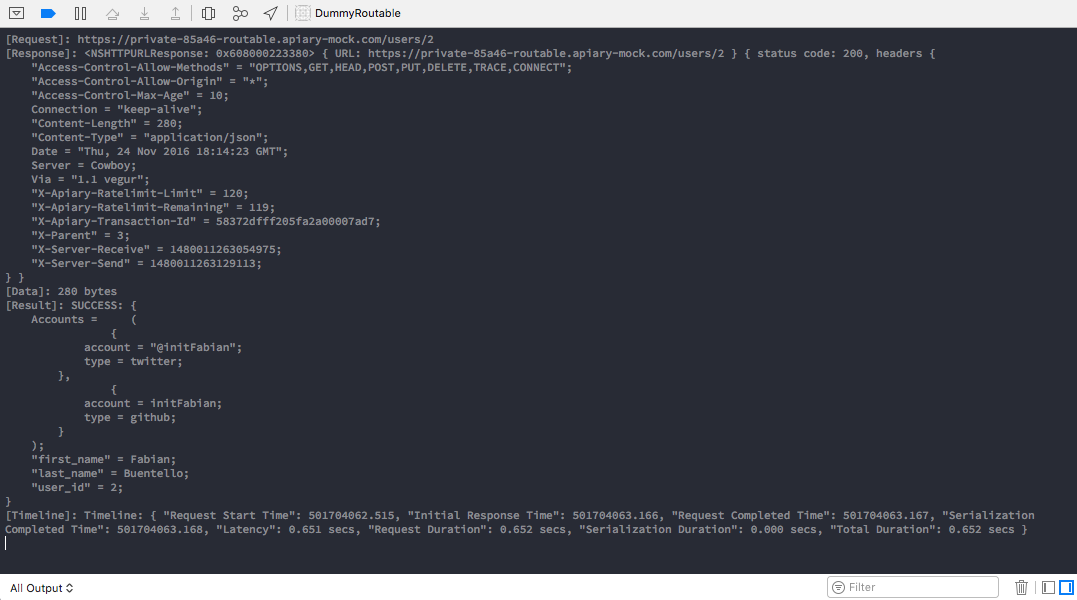 DummyRoutable
[Request]: https://private-85a46-routable.apiary-mock.com/users/2
[Response]: <NSHTTPURLResponse: 0x608000223380> { URL: https://private-85a46-routable.apiary-mock.com/users/2 } { status code: 200, headers {
"Access-Control-Allow-Methods" = "OPTIONS,GET,HEAD,POST,PUT,DELETE,TRACE,CONNECT";
"Access-Control-Allow-Origin" = "*";
"Access-Control-Max-Age" = 10;
Connection = "keep-alive";
"Content-Length" = 280;
"Content-Type" = "application/json";
Date = "Thu, 24 Nov 2016 18:14:23 GMT";
Server = Cowboy;
Via = "1.1 vegur";
"X-Apiary-Ratelimit-Limit" = 120;
"X-Apiary-Ratelimit-Remaining" = 119;
"X-Apiary-Transaction-Id" = 58372dfff205fa2a00007ad7;
"X-Parent" = 3;
"X-Server-Receive" = 1480011263054975;
"X-Server-Send" = 1480011263129113;
} }
[Data]: 280 bytes
[Result]: SUCCESS: {
Accounts =     (
{
account = "@initFabian";
type = twitter;
},
{
account = initFabian;
type = github;
}
);
"first_name" = Fabian;
"last_name" = Buentello;
"user_id" = 2;
}
[Timeline]: Timeline: { "Request Start Time": 501704062.515, "Initial Response Time": 501704063.166, "Request Completed Time": 501704063.167, "Serialization
Completed Time": 501704063.168, "Latency": 0.651 secs, "Request Duration": 0.652 secs, "Serialization Duration": 0.000 secs, "Total Duration": 0.652 secs }
All Output
Filter